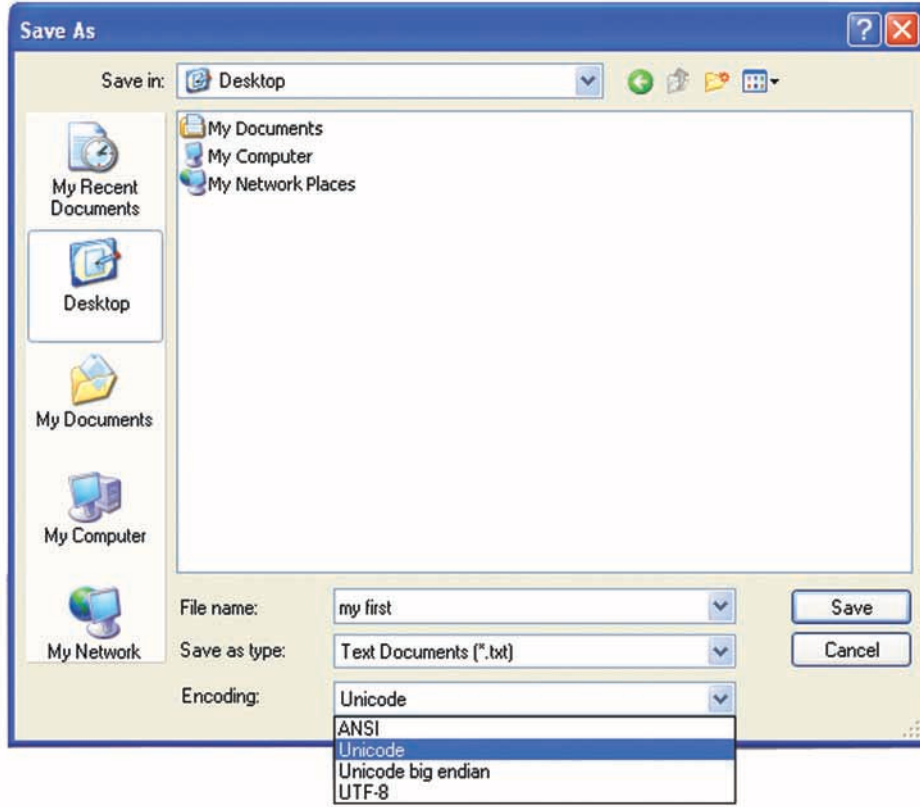 Save As
Save in: Desktop
My Documents
My Computer
My Network Places
My Recent
Documents
Desktop
My Documents
My Computer
My Network
File name: my first Save
Save as type: Text Documents (*.txt) Cancel
Encoding: Unicode
ANSI
Unicode
Unicode big endian
UTF-8